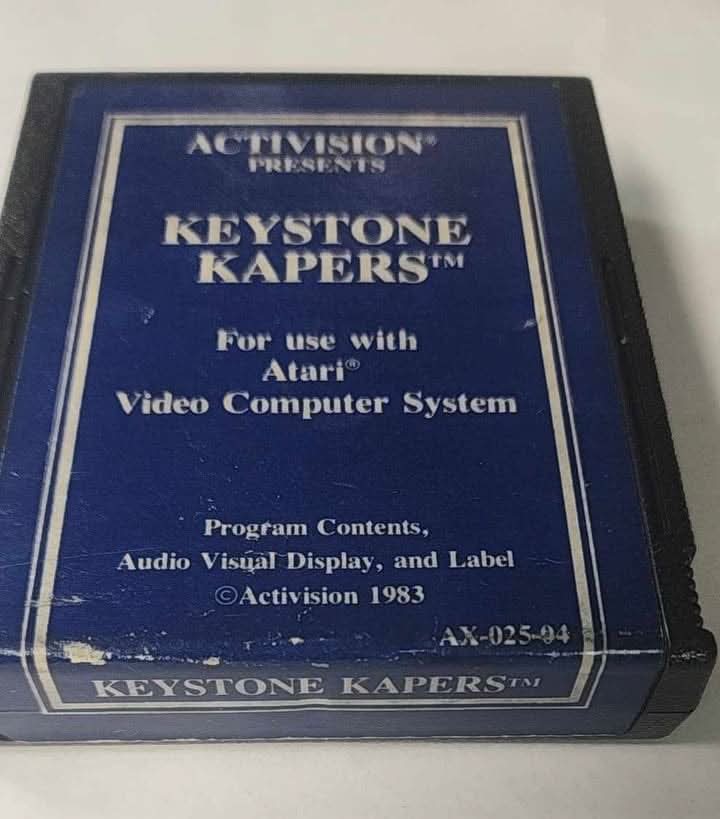 ACTIVISION®
PRESENTS
KEYSTONE
KAPERS™
For use with
Atari®
Video Computer System
Program Contents,
Audio Visual Display, and Label
©Activision 1983
AX-025-04
KEYSTONE KAPERS™